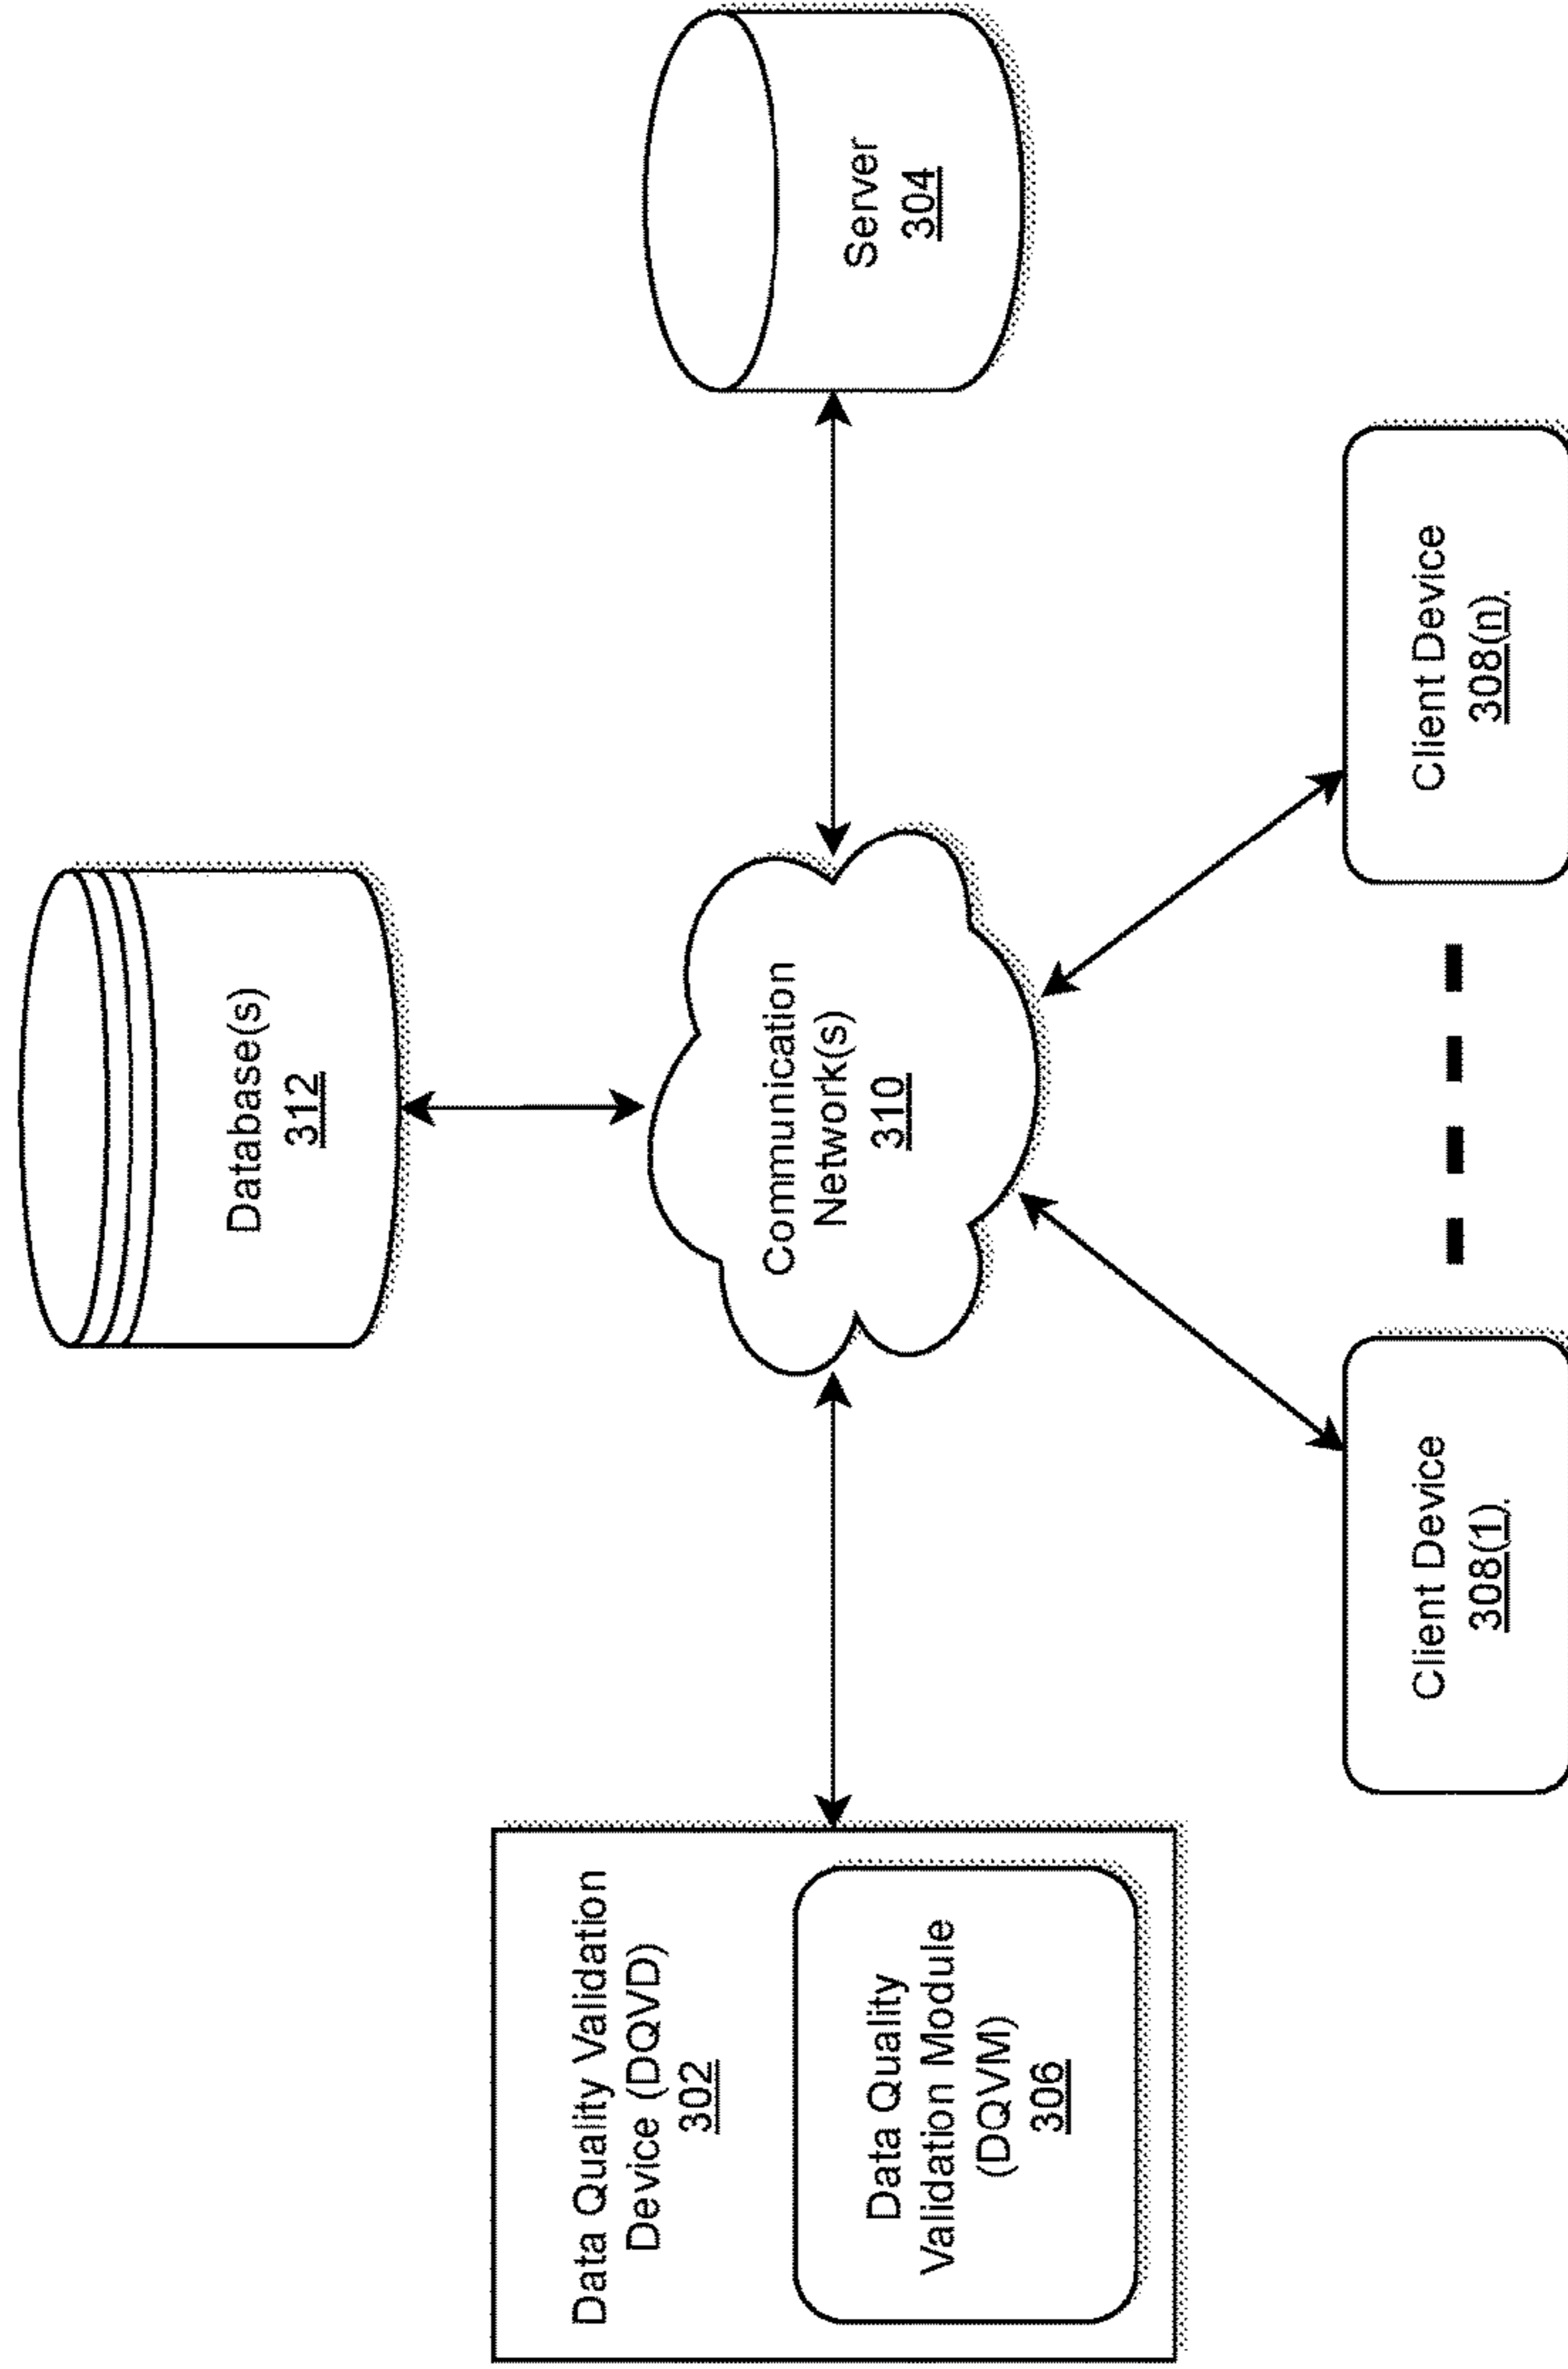 Database(s)
312
Data Quality Validation
Device (DQVD)
302
Data Quality
Validation Module
(DQVM)
306
Communication
Network(s)
310
Server
304
Client Device
308(1).
Client Device
308(n).